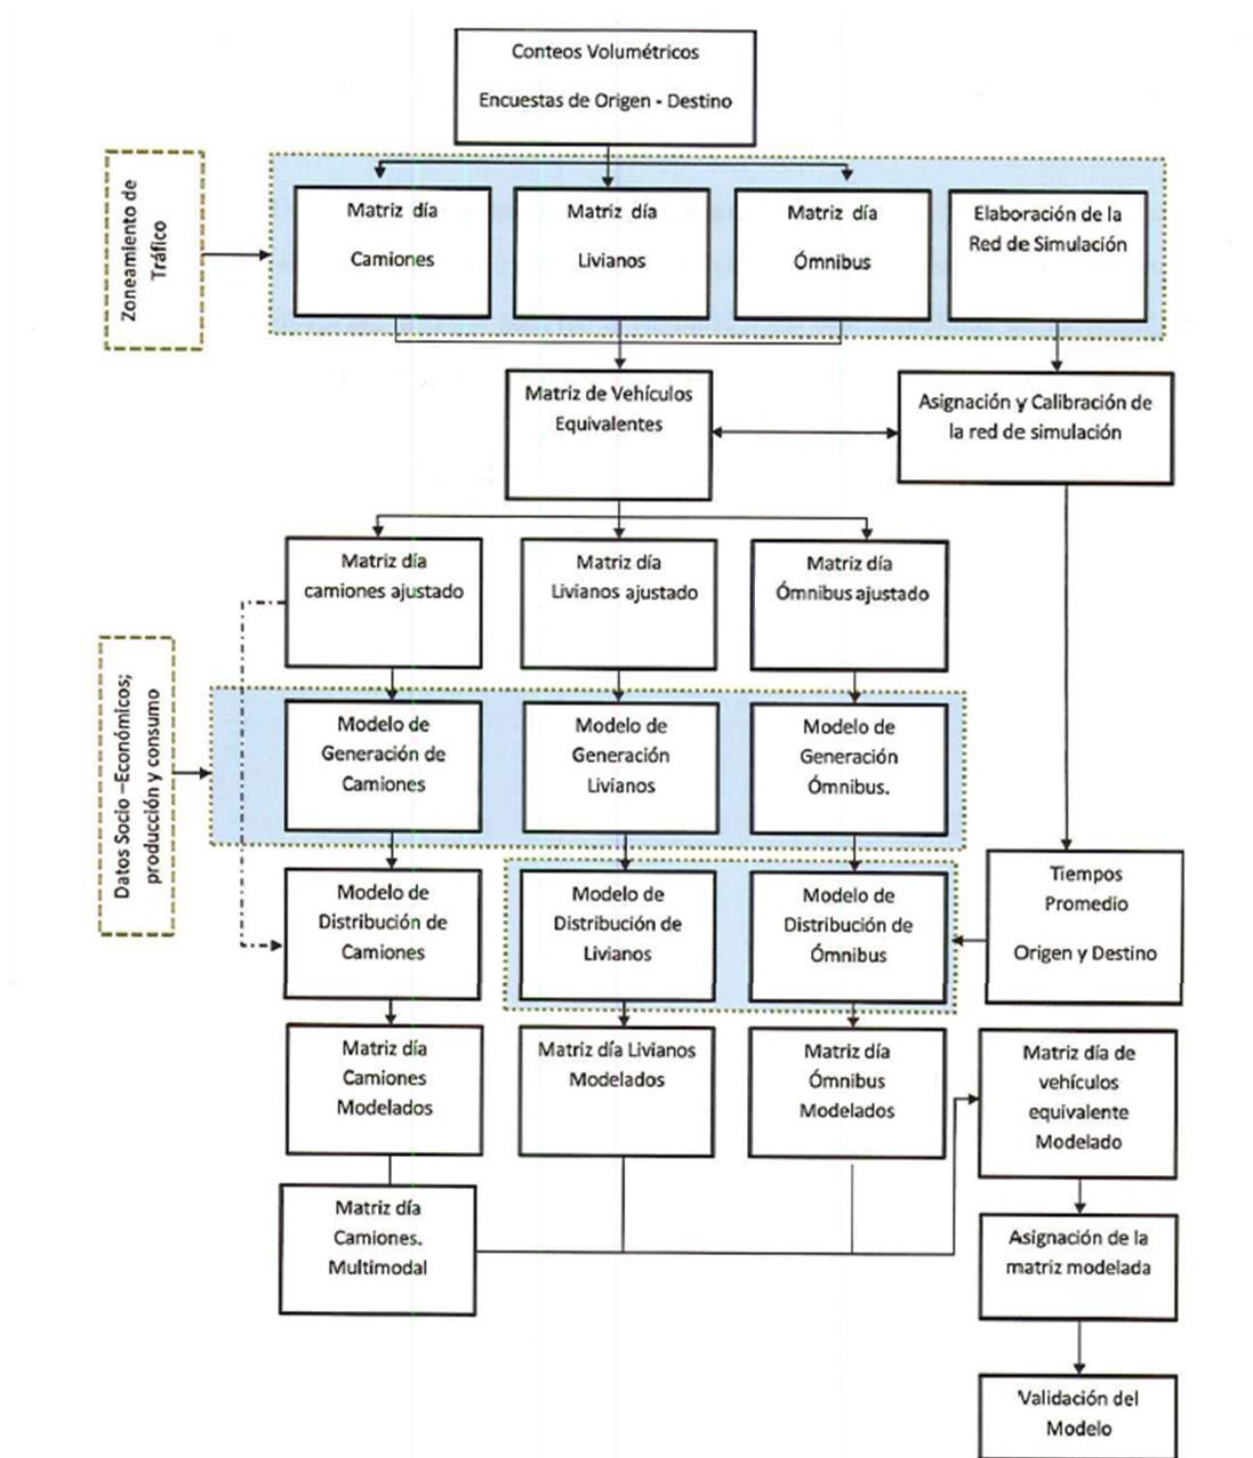 Conteos Volumétricos
Encuestas de Origen - Destino
Zoneamiento de
Tráfico
Matriz día
Camiones
Matriz día
Livianos
Matriz día
Ómnibus
Elaboración de la
Red de Simulación
Matriz de Vehículos
Equivalentes
Asignación y Calibración de
la red de simulación
Matriz día
camiones ajustado
Matriz día
Livianos ajustado
Matriz día
Ómnibus ajustado
Datos Socio –Económicos;
producción y consumo
Modelo de
Generación de
Camiones
Modelo de
Generación
Livianos
Modelo de
Generación
Ómnibus.
Modelo de
Distribución de
Camiones
Modelo de
Distribución de
Livianos
Modelo de
Distribución de
Ómnibus
Tiempos
Promedio
Origen y Destino
Matriz día
Camiones
Modelados
Matriz día Livianos
Modelados
Matriz día
Ómnibus
Modelados
Matriz día de
vehículos
equivalente
Modelado
Matriz día
Camiones.
Multimodal
Asignación de la
matriz modelada
Validación del
Modelo